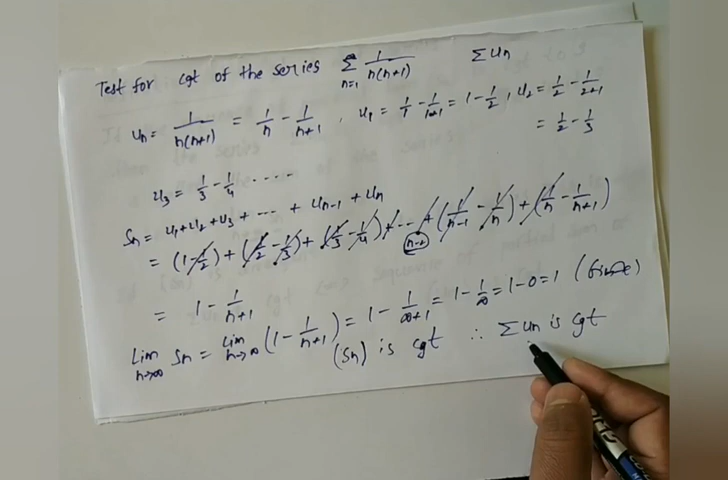 Test for cgt of the series ∑_{n=1}^{∞} 1/(n(n+1))    ∑ un
un = 1/(n(n+1)) = 1/n - 1/(n+1) , u1 = 1/1 - 1/(1+1) = 1 - 1/2 , u2 = 1/2 - 1/(2+1)
= 1/2 - 1/3
u3 = 1/3 - 1/4 .....
Sn = u1 + u2 + u3 + ... + un-1 + un
= (1 - 1/2) + (1/2 - 1/3) + (1/3 - 1/4) + ... + (1/(n-1) - 1/n) + (1/n - 1/(n+1))
= 1 - 1/(n+1)
lim_{n→∞} Sn = lim_{n→∞} (1 - 1/(n+1)) = 1 - 1/(∞+1) = 1 - 1/∞ = 1 - 0 = 1 (finite)
(Sn) is cgt ∴ ∑ un is cgt